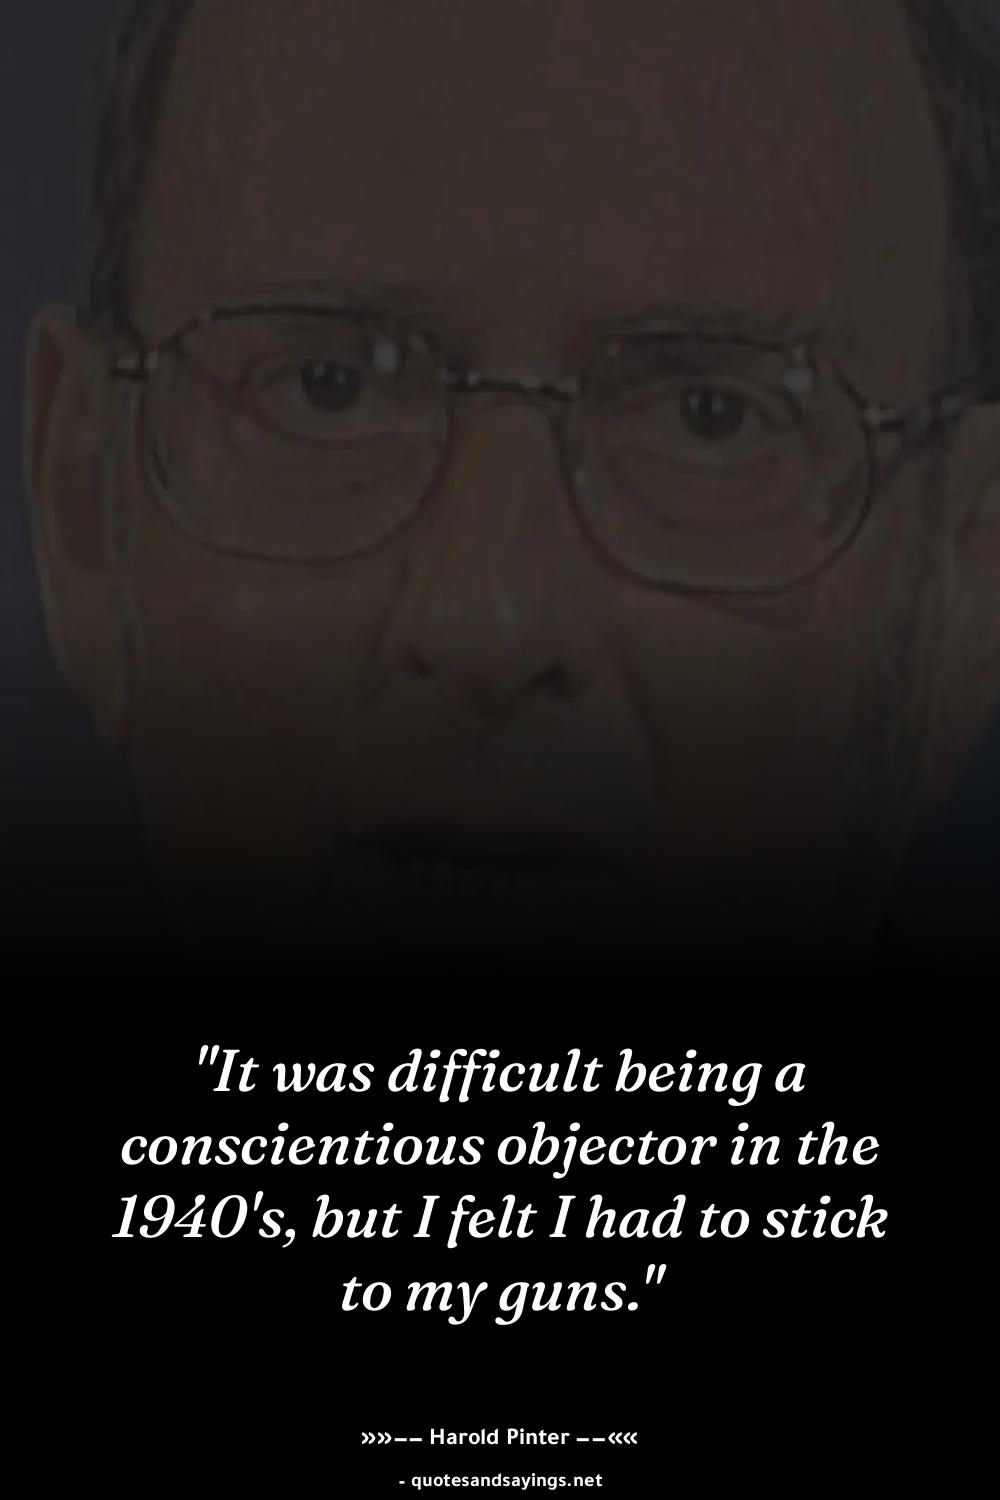 "It was difficult being a
conscientious objector in the
1940's, but I felt I had to stick
to my guns."
»»−− Harold Pinter −−««
- quotesandsayings.net